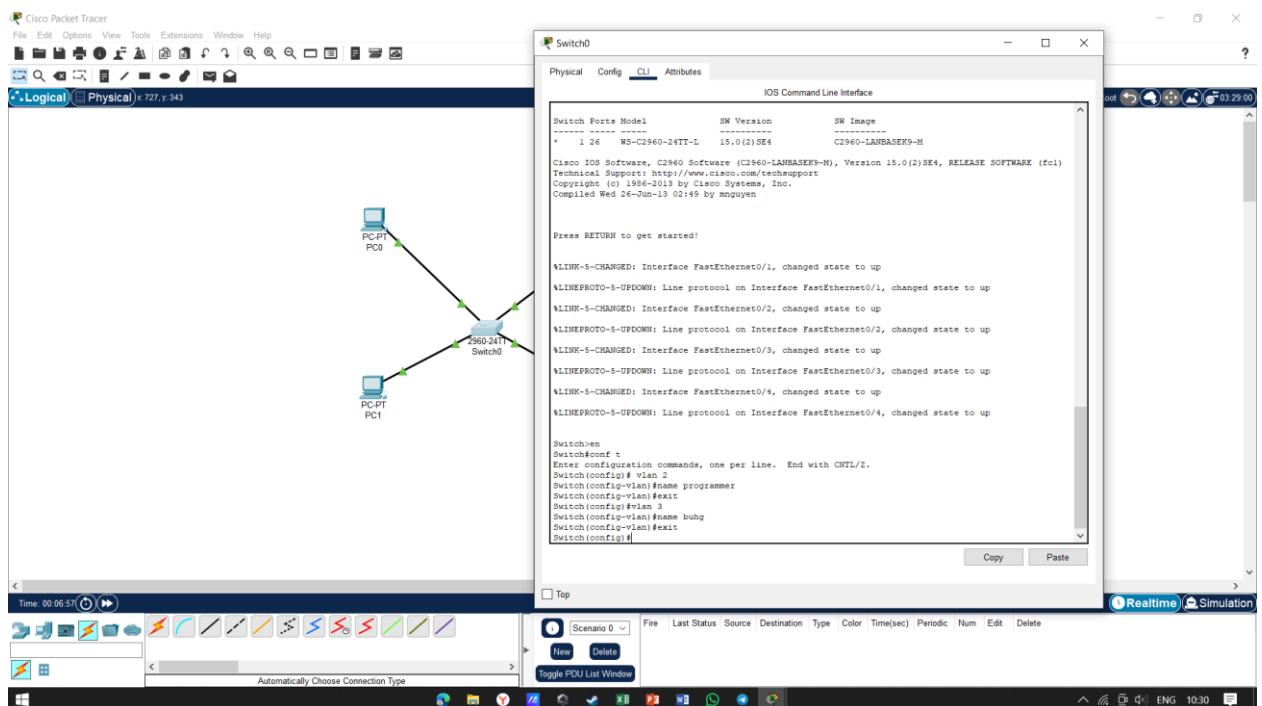 Cisco Packet Tracer
File Edit Options View Tools Extensions Window Help
?
Logical Physical x: 727, y: 343
oot 03:29:00
PC-PT
PC0
2960-24TT
Switch0
PC-PT
PC1
Switch0
Physical Config CLI Attributes
IOS Command Line Interface
Switch Ports Model SW Version SW Image
------ ----- ----- ---------- ----------
* 1 26 WS-C2960-24TT-L 15.0(2)SE4 C2960-LANBASEK9-M
Cisco IOS Software, C2960 Software (C2960-LANBASEK9-M), Version 15.0(2)SE4, RELEASE SOFTWARE (fc1)
Technical Support: http://www.cisco.com/techsupport
Copyright (c) 1986-2013 by Cisco Systems, Inc.
Compiled Wed 26-Jun-13 02:49 by mnguyen
Press RETURN to get started!
%LINK-5-CHANGED: Interface FastEthernet0/1, changed state to up
%LINEPROTO-5-UPDOWN: Line protocol on Interface FastEthernet0/1, changed state to up
%LINK-5-CHANGED: Interface FastEthernet0/2, changed state to up
%LINEPROTO-5-UPDOWN: Line protocol on Interface FastEthernet0/2, changed state to up
%LINK-5-CHANGED: Interface FastEthernet0/3, changed state to up
%LINEPROTO-5-UPDOWN: Line protocol on Interface FastEthernet0/3, changed state to up
%LINK-5-CHANGED: Interface FastEthernet0/4, changed state to up
%LINEPROTO-5-UPDOWN: Line protocol on Interface FastEthernet0/4, changed state to up
Switch>en
Switch#conf t
Enter configuration commands, one per line. End with CNTL/Z.
Switch(config)# vlan 2
Switch(config-vlan)#name programmer
Switch(config-vlan)#exit
Switch(config)#vlan 3
Switch(config-vlan)#name buhg
Switch(config-vlan)#exit
Switch(config)#
Copy Paste
Top
Time: 00:06:57
Realtime Simulation
Automatically Choose Connection Type
Scenario 0
New Delete
Toggle PDU List Window
Fire Last Status Source Destination Type Color Time(sec) Periodic Num Edit Delete
ENG 10:30